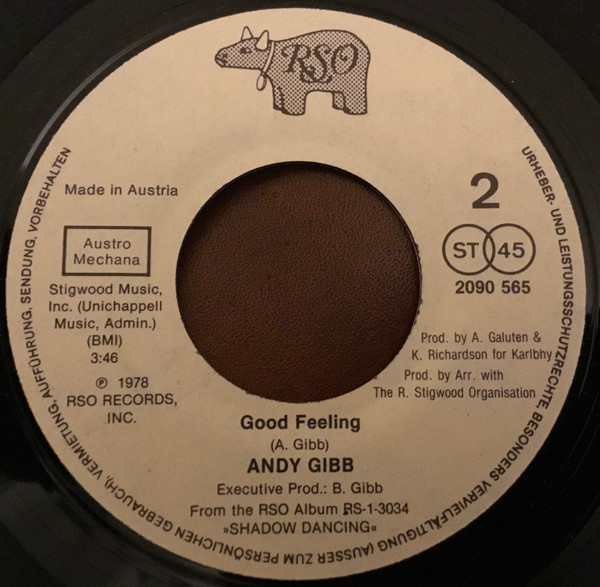 RSO
Made in Austria
2
Austro
Mechana
ST 45
2090 565
Stigwood Music,
Inc. (Unichappell
Music, Admin.)
(BMI)
3:46
℗ 1978
RSO RECORDS,
INC.
Prod. by A. Galuten &
K. Richardson for Karlbhy
Prod. by Arr. with
The R. Stigwood Organisation
Good Feeling
(A. Gibb)
ANDY GIBB
Executive Prod.: B. Gibb
From the RSO Album RS-1-3034
»SHADOW DANCING«
URHEBER- UND LEISTUNGSSCHUTZRECHTE, BESONDERS VERVIELFÄLTIGUNG (AUSSER ZUM PERSÖNLICHEN GEBRAUCH), VERMIETUNG, AUFFÜHRUNG, SENDUNG, VORBEHALTEN